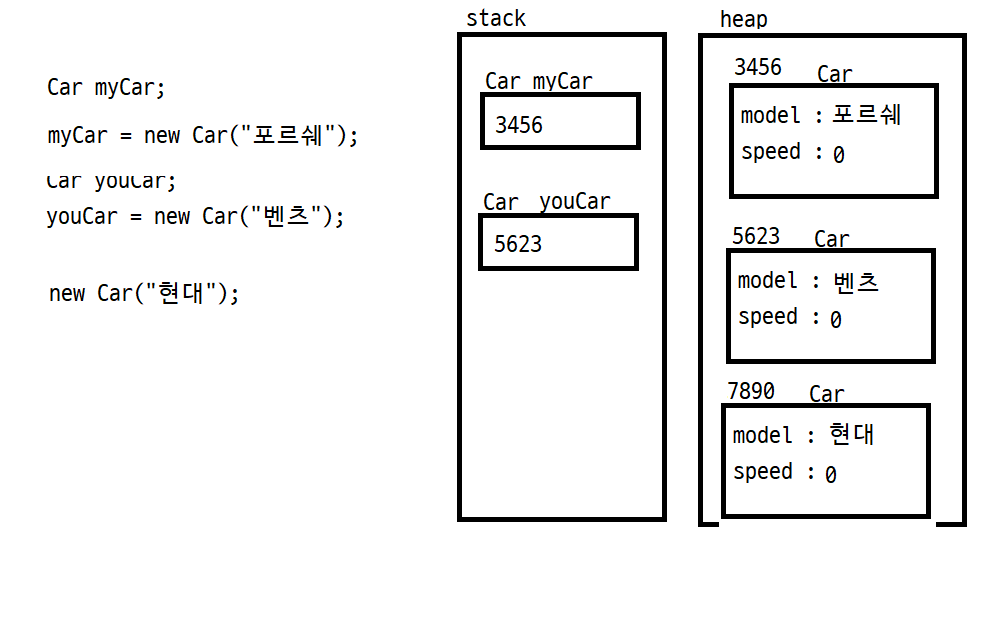 Car myCar;
myCar = new Car("포르쉐");
Car youCar;
youCar = new Car("벤츠");
new Car("현대");
stack
Car myCar
3456
Car youCar
5623
heap
3456 Car
model : 포르쉐
speed : 0
5623 Car
model : 벤츠
speed : 0
7890 Car
model : 현대
speed : 0